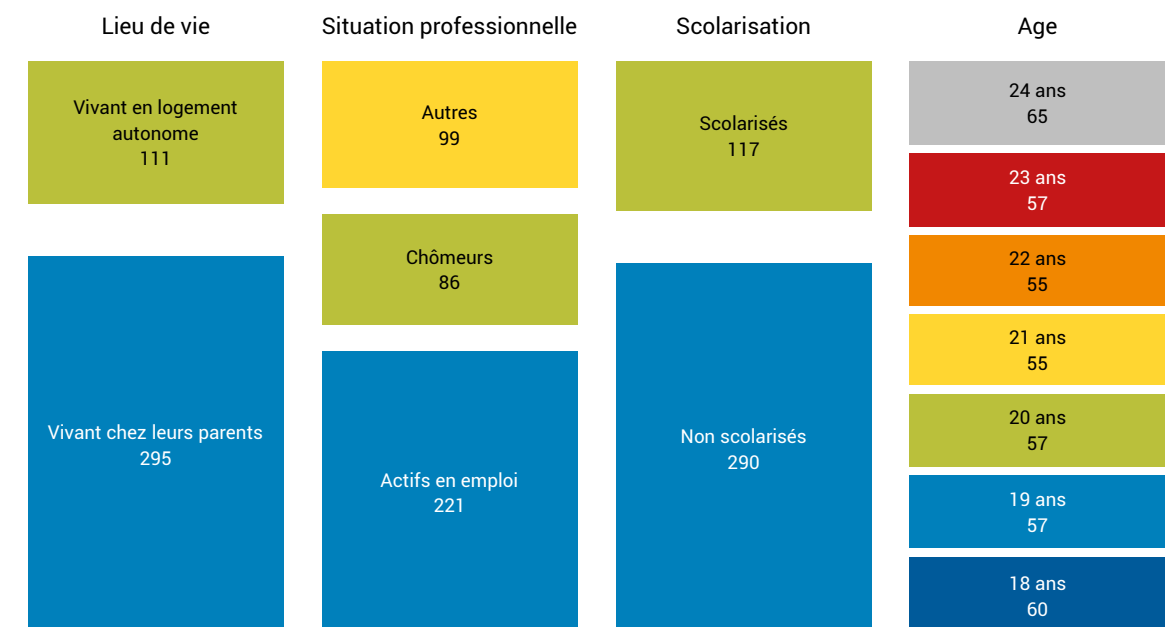 Lieu de vie
Vivant en logement
autonome
111
Vivant chez leurs parents
295
Situation professionnelle
Autres
99
Chômeurs
86
Actifs en emploi
221
Scolarisation
Scolarisés
117
Non scolarisés
290
Age
24 ans
65
23 ans
57
22 ans
55
21 ans
55
20 ans
57
19 ans
57
18 ans
60